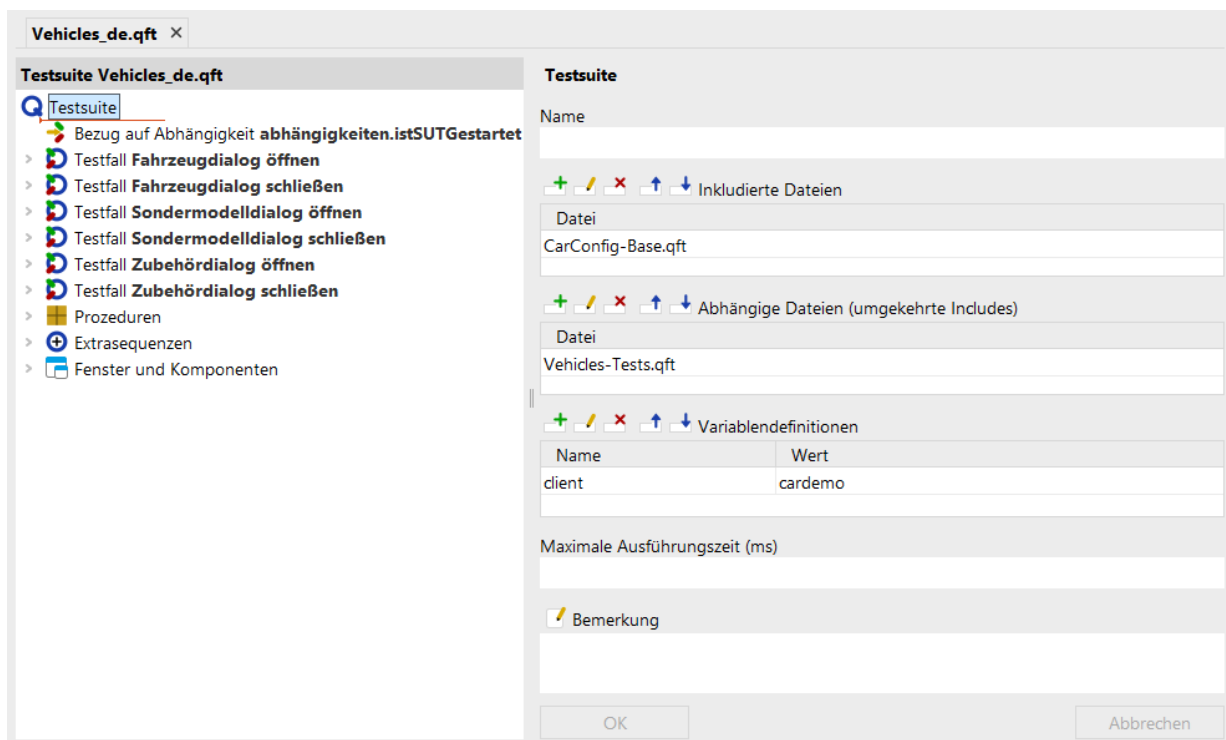 Vehicles_de.qft
Testsuite Vehicles_de.qft
Testsuite
Bezug auf Abhängigkeit abhängigkeiten.istSUTGestartet
Testfall Fahrzeugdialog öffnen
Testfall Fahrzeugdialog schließen
Testfall Sondermodelldialog öffnen
Testfall Sondermodelldialog schließen
Testfall Zubehördialog öffnen
Testfall Zubehördialog schließen
Prozeduren
Extrasequenzen
Fenster und Komponenten
Testsuite
Name
Inkludierte Dateien
Datei
CarConfig-Base.qft
Abhängige Dateien (umgekehrte Includes)
Datei
Vehicles-Tests.qft
Variablendefinitionen
Name Wert
client cardemo
Maximale Ausführungszeit (ms)
Bemerkung
OK Abbrechen